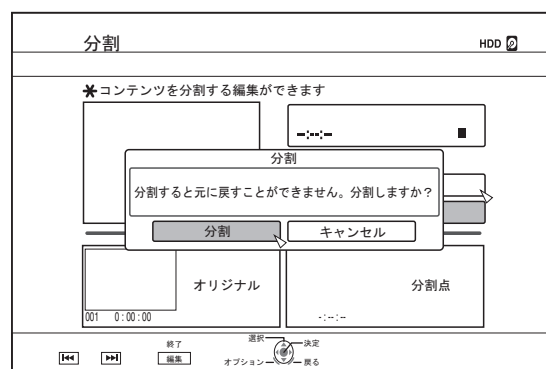 分割
HDD
コンテンツを分割する編集ができます
-:--:--
分割
分割すると元に戻すことができません。分割しますか？
分割
キャンセル
オリジナル
分割点
001 0:00:00
-:--:--
終了
編集
選択
決定
オプション
戻る